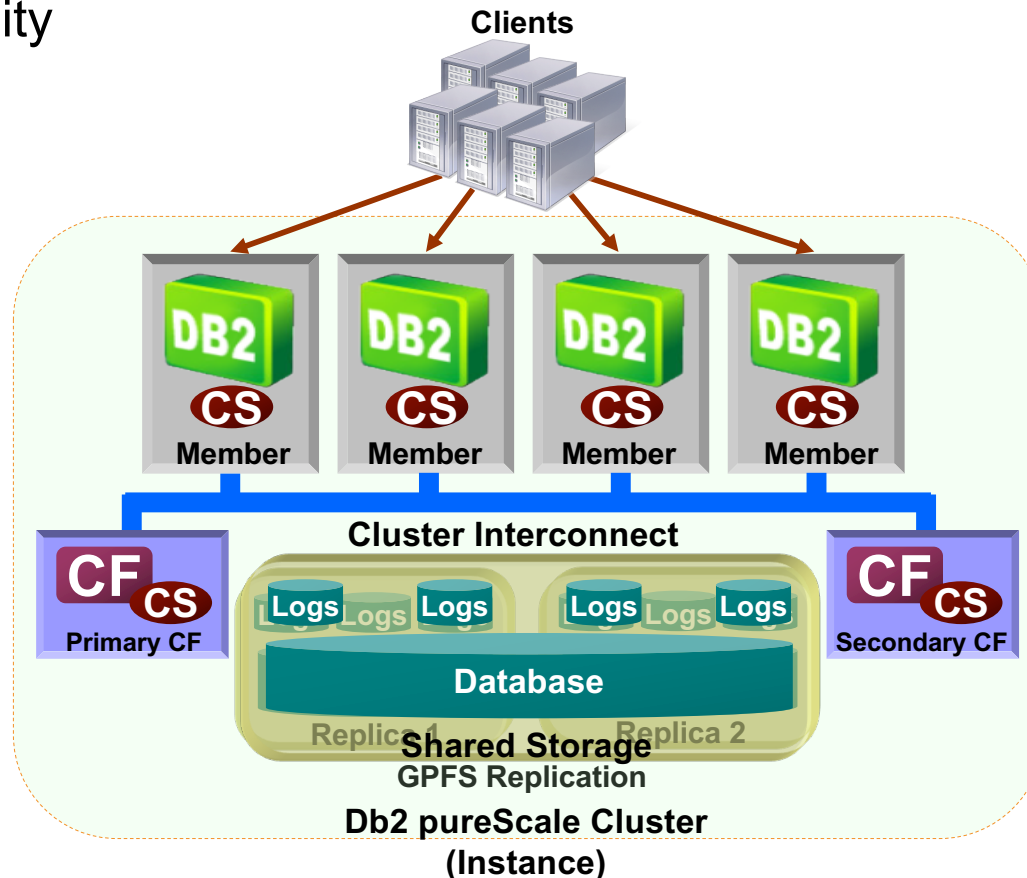 ity
Clients
DB2 DB2 DB2 DB2
CS CS CS CS
Member Member Member Member
Cluster Interconnect
CF CS
Primary CF
CF CS
Secondary CF
Logs Logs Logs Logs Logs Logs
Database
Replica 1 Replica 2
Shared Storage
GPFS Replication
Db2 pureScale Cluster
(Instance)